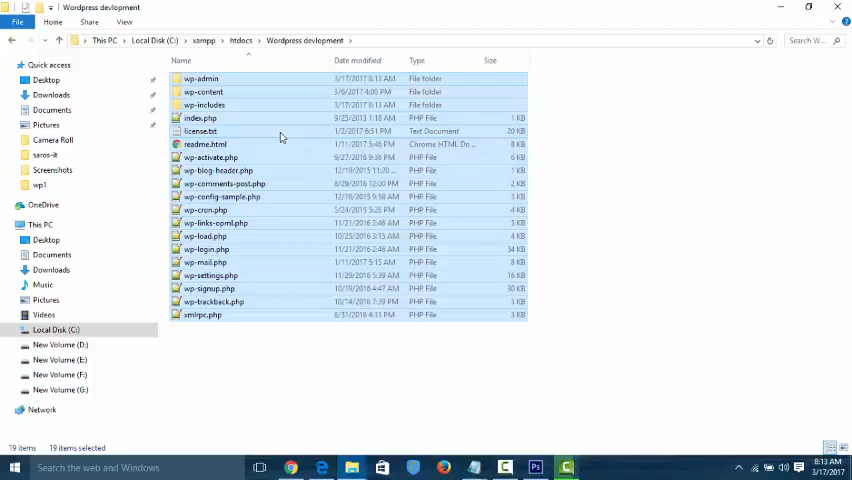 Wordpress devlopment
File Home Share View
This PC Local Disk (C:) xampp htdocs Wordpress devlopment Search W...
Name Date modified Type Size
Quick access
Desktop
Downloads
Documents
Pictures
Camera Roll
saros-it
Screenshots
wp1
OneDrive
This PC
Desktop
Documents
Downloads
Music
Pictures
Videos
Local Disk (C:)
New Volume (D:)
New Volume (E:)
New Volume (F:)
New Volume (G:)
Network
wp-admin 3/17/2017 8:13 AM File folder
wp-content 3/6/2017 4:00 PM File folder
wp-includes 3/17/2017 8:13 AM File folder
index.php 9/25/2013 1:18 AM PHP File 1 KB
license.txt 1/2/2017 6:51 PM Text Document 20 KB
readme.html 1/11/2017 5:46 PM Chrome HTML Do... 8 KB
wp-activate.php 9/27/2016 9:36 PM PHP File 6 KB
wp-blog-header.php 12/19/2015 11:20 ... PHP File 1 KB
wp-comments-post.php 8/29/2016 12:00 PM PHP File 2 KB
wp-config-sample.php 12/16/2015 9:58 AM PHP File 3 KB
wp-cron.php 5/24/2015 5:26 PM PHP File 4 KB
wp-links-opml.php 11/21/2016 2:46 AM PHP File 3 KB
wp-load.php 10/25/2016 3:15 AM PHP File 4 KB
wp-login.php 11/21/2016 2:46 AM PHP File 34 KB
wp-mail.php 1/11/2017 5:15 AM PHP File 8 KB
wp-settings.php 11/29/2016 5:39 AM PHP File 16 KB
wp-signup.php 10/19/2016 4:47 AM PHP File 30 KB
wp-trackback.php 10/14/2016 7:39 PM PHP File 5 KB
xmlrpc.php 8/31/2016 4:31 PM PHP File 3 KB
19 items 19 items selected
Search the web and Windows
Ps
8:13 AM
3/17/2017